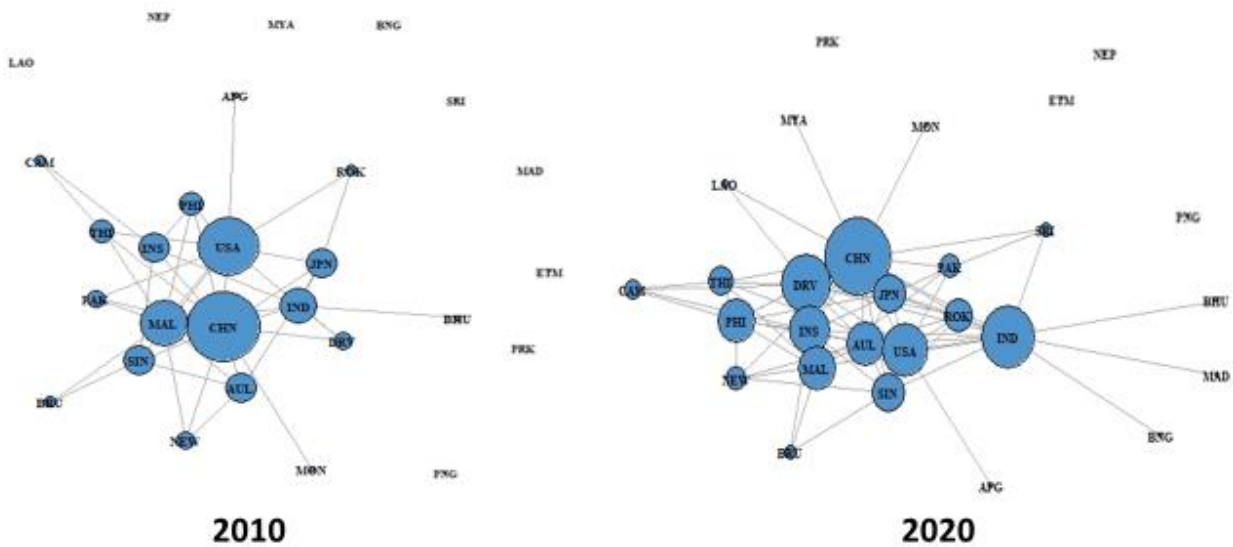 NEP
MYA
BNG
LAO
APG
SRI
CAM
ROK
MAD
PHI
THI
INS
USA
JPN
ETM
PAK
IND
BHU
MAL
CHN
DRV
PRK
SIN
AUL
BRU
NEW
MON
PNG
2010
PRK
NEP
ETM
MYA
MON
LAO
PNG
SRI
CHN
PAK
THI
DRV
CAM
JPN
BHU
PHI
ROK
INS
IND
AUL
USA
MAL
MAD
NEW
SIN
BNG
BRU
APG
2020